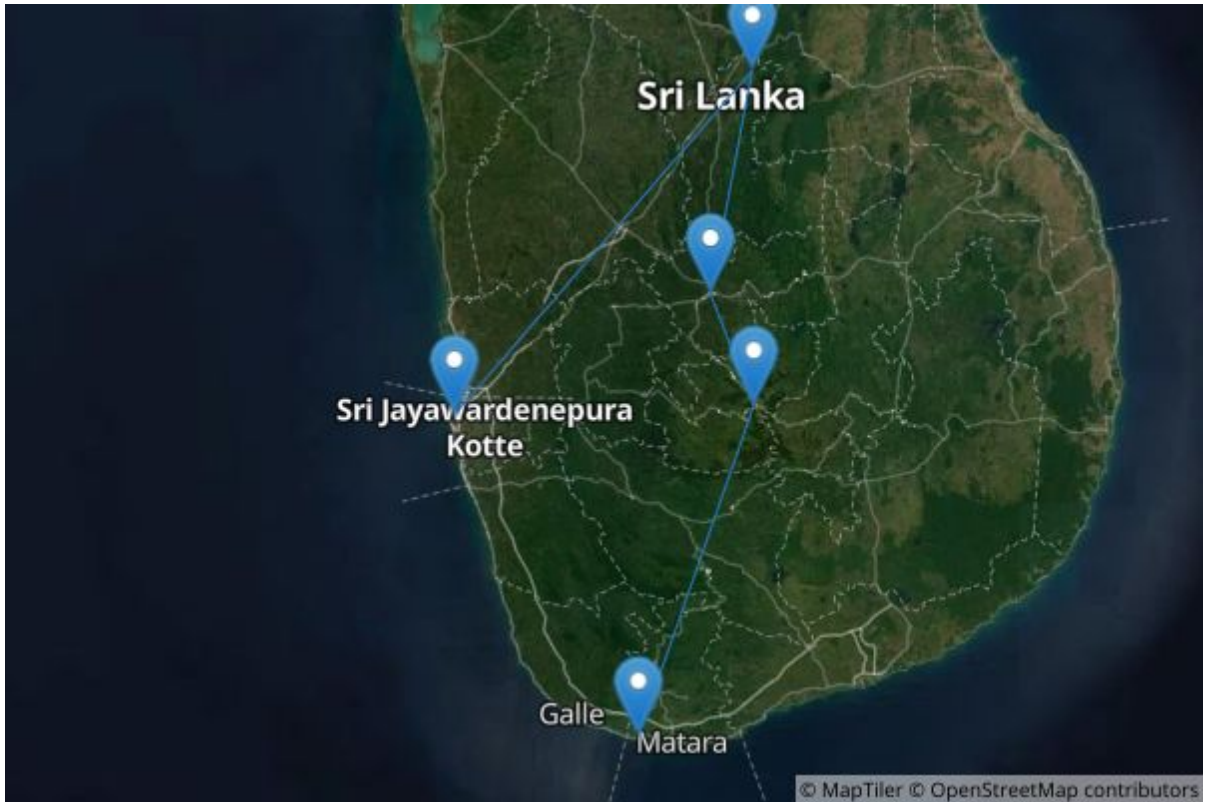 Sri Lanka
Sri Jayawardenepura
Kotte
Galle
Matara
© MapTiler © OpenStreetMap contributors